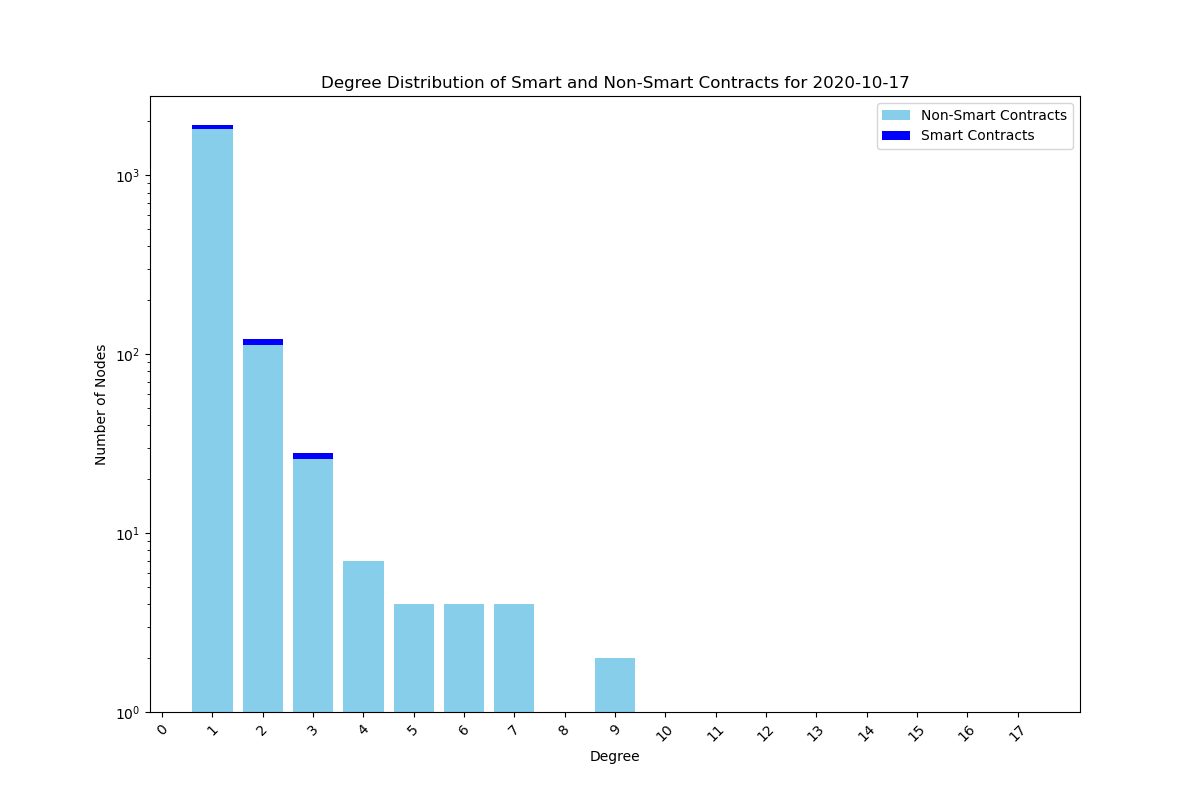 Degree Distribution of Smart and Non-Smart Contracts for 2020-10-17
Non-Smart Contracts
Smart Contracts
Number of Nodes
10³
10²
10¹
10⁰
0 1 2 3 4 5 6 7 8 9 10 11 12 13 14 15 16 17
Degree